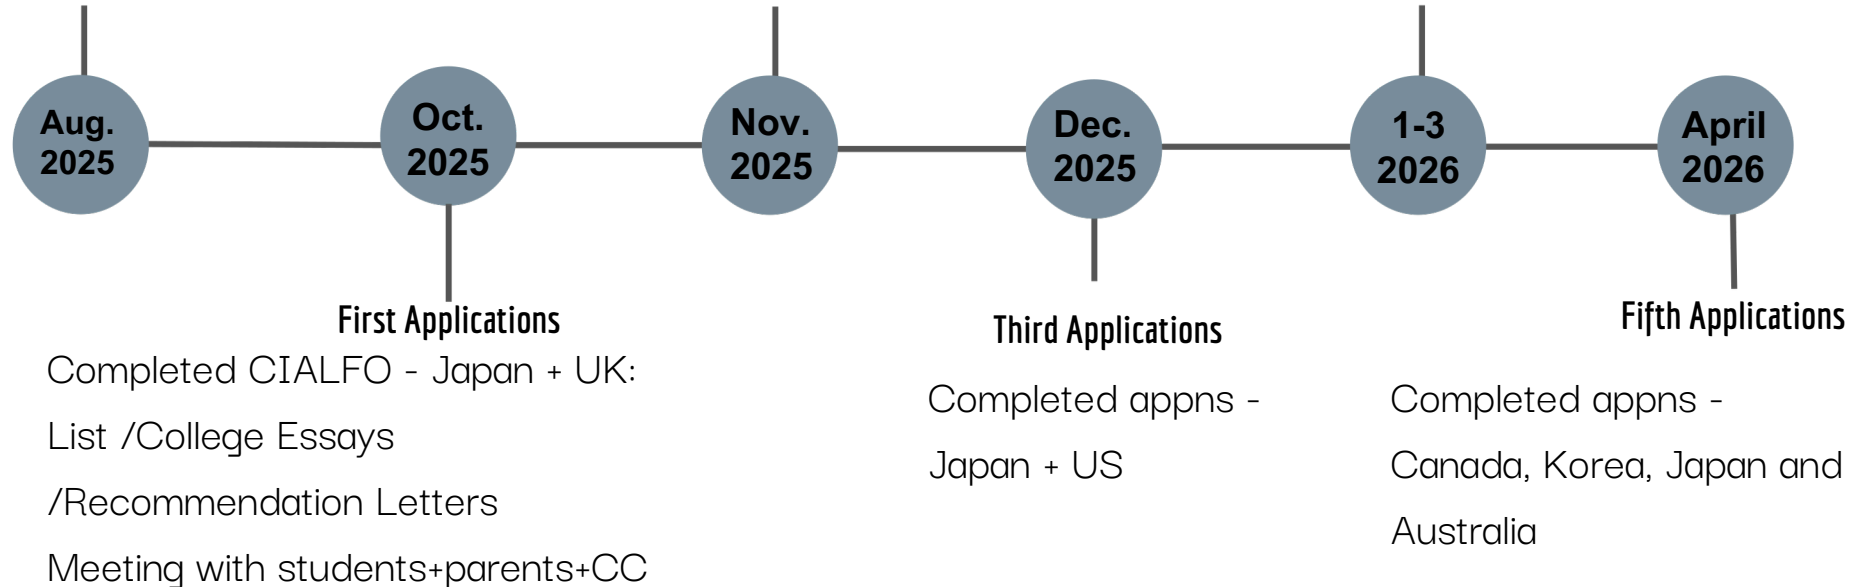 Aug.
2025
Oct.
2025
Nov.
2025
Dec.
2025
1-3
2026
April
2026
First Applications
Completed CIALFO - Japan + UK:
List /College Essays
/Recommendation Letters
Meeting with students+parents+CC
Third Applications
Completed appns -
Japan + US
Fifth Applications
Completed appns -
Canada, Korea, Japan and
Australia